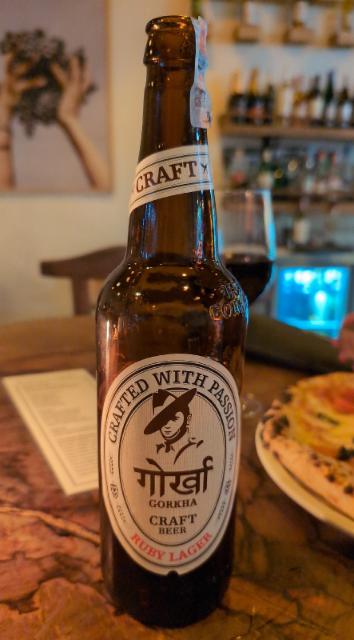 CRAFT
CRAFTED WITH PASSION
गोर्खा
GORKHA
CRAFT
BEER
RUBY LAGER